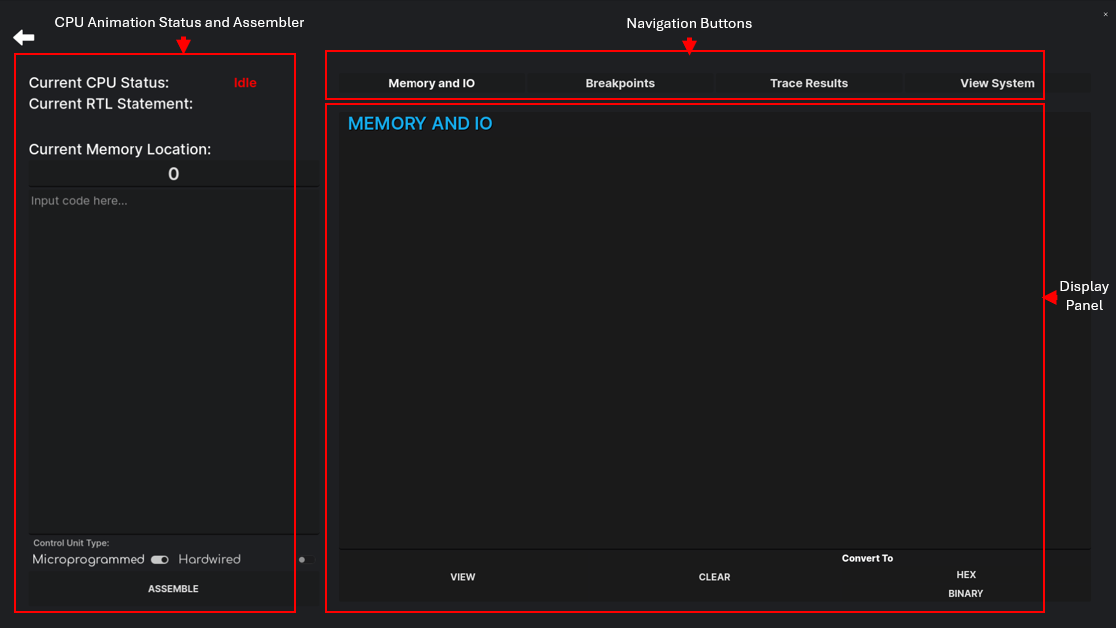 CPU Animation Status and Assembler
Navigation Buttons
Current CPU Status: Idle
Current RTL Statement:
Current Memory Location:
0
Input code here...
Control Unit Type:
Microprogrammed Hardwired
ASSEMBLE
Memory and IO Breakpoints Trace Results View System
MEMORY AND IO
Display
Panel
Convert To
VIEW CLEAR HEX
BINARY